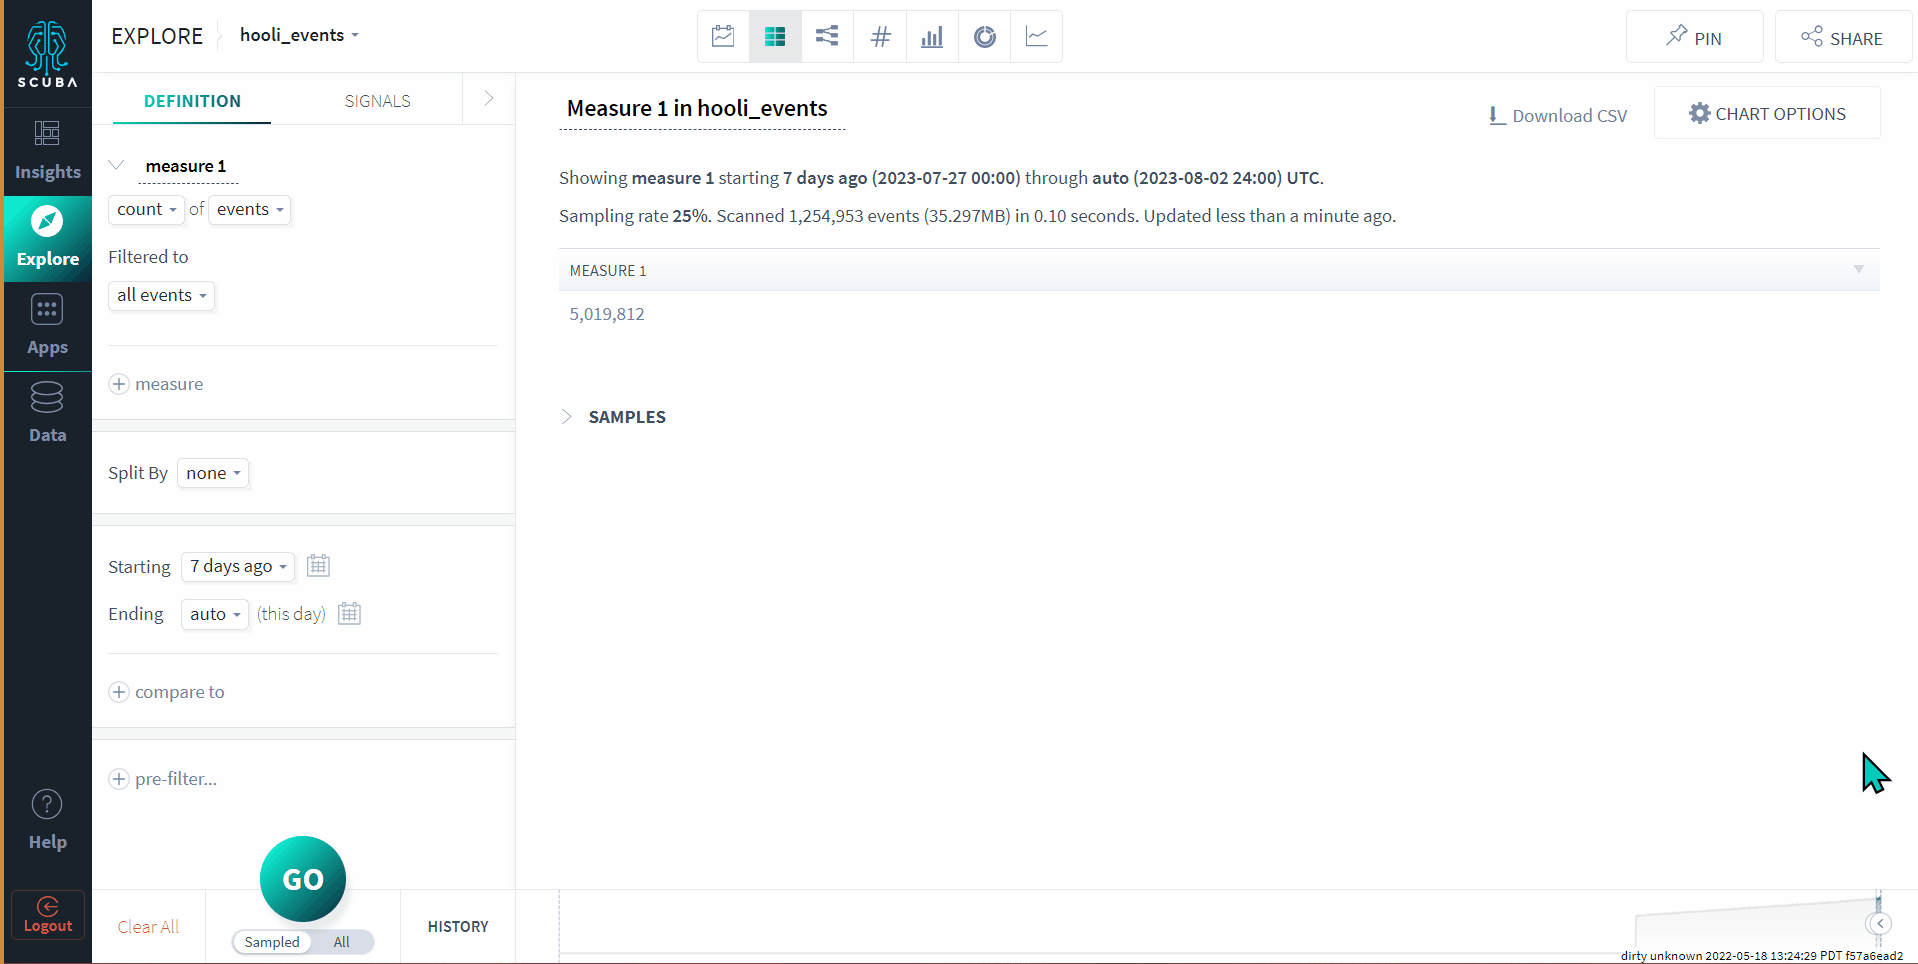 SCUBA
EXPLORE hooli_events
PIN
SHARE
Insights
Explore
Apps
Data
Help
Logout
DEFINITION SIGNALS
measure 1
count of events
Filtered to
all events
+ measure
Split By none
Starting 7 days ago
Ending auto (this day)
+ compare to
+ pre-filter...
GO
Clear All
Sampled All
HISTORY
Measure 1 in hooli_events
Download CSV
CHART OPTIONS
Showing measure 1 starting 7 days ago (2023-07-27 00:00) through auto (2023-08-02 24:00) UTC.
Sampling rate 25%. Scanned 1,254,953 events (35.297MB) in 0.10 seconds. Updated less than a minute ago.
MEASURE 1
5,019,812
SAMPLES
dirty unknown 2022-05-18 13:24:29 PDT f57a6ead2